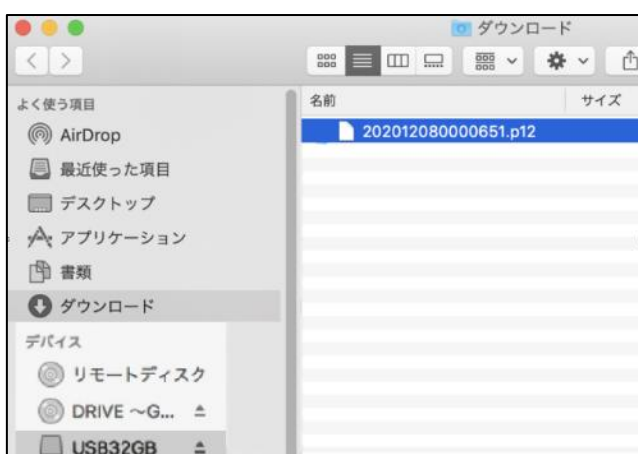 ダウンロード
よく使う項目
AirDrop
最近使った項目
デスクトップ
アプリケーション
書類
ダウンロード
デバイス
リモートディスク
DRIVE ～G...
USB32GB
名前 サイズ
202012080000651.p12